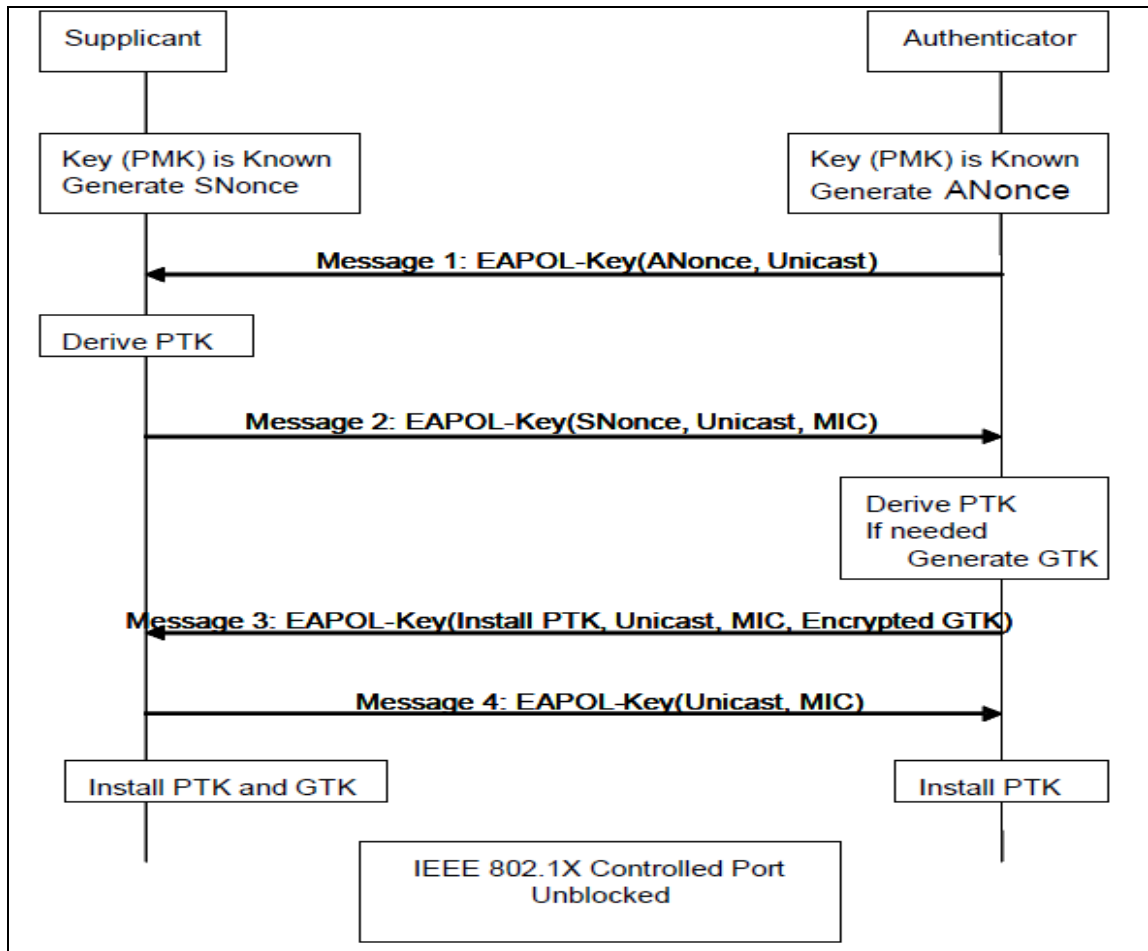 Supplicant
Authenticator
Key (PMK) is Known
Generate SNonce
Key (PMK) is Known
Generate ANonce
Message 1: EAPOL-Key(ANonce, Unicast)
Derive PTK
Message 2: EAPOL-Key(SNonce, Unicast, MIC)
Derive PTK
If needed
Generate GTK
Message 3: EAPOL-Key(Install PTK, Unicast, MIC, Encrypted GTK)
Message 4: EAPOL-Key(Unicast, MIC)
Install PTK and GTK
Install PTK
IEEE 802.1X Controlled Port
Unblocked